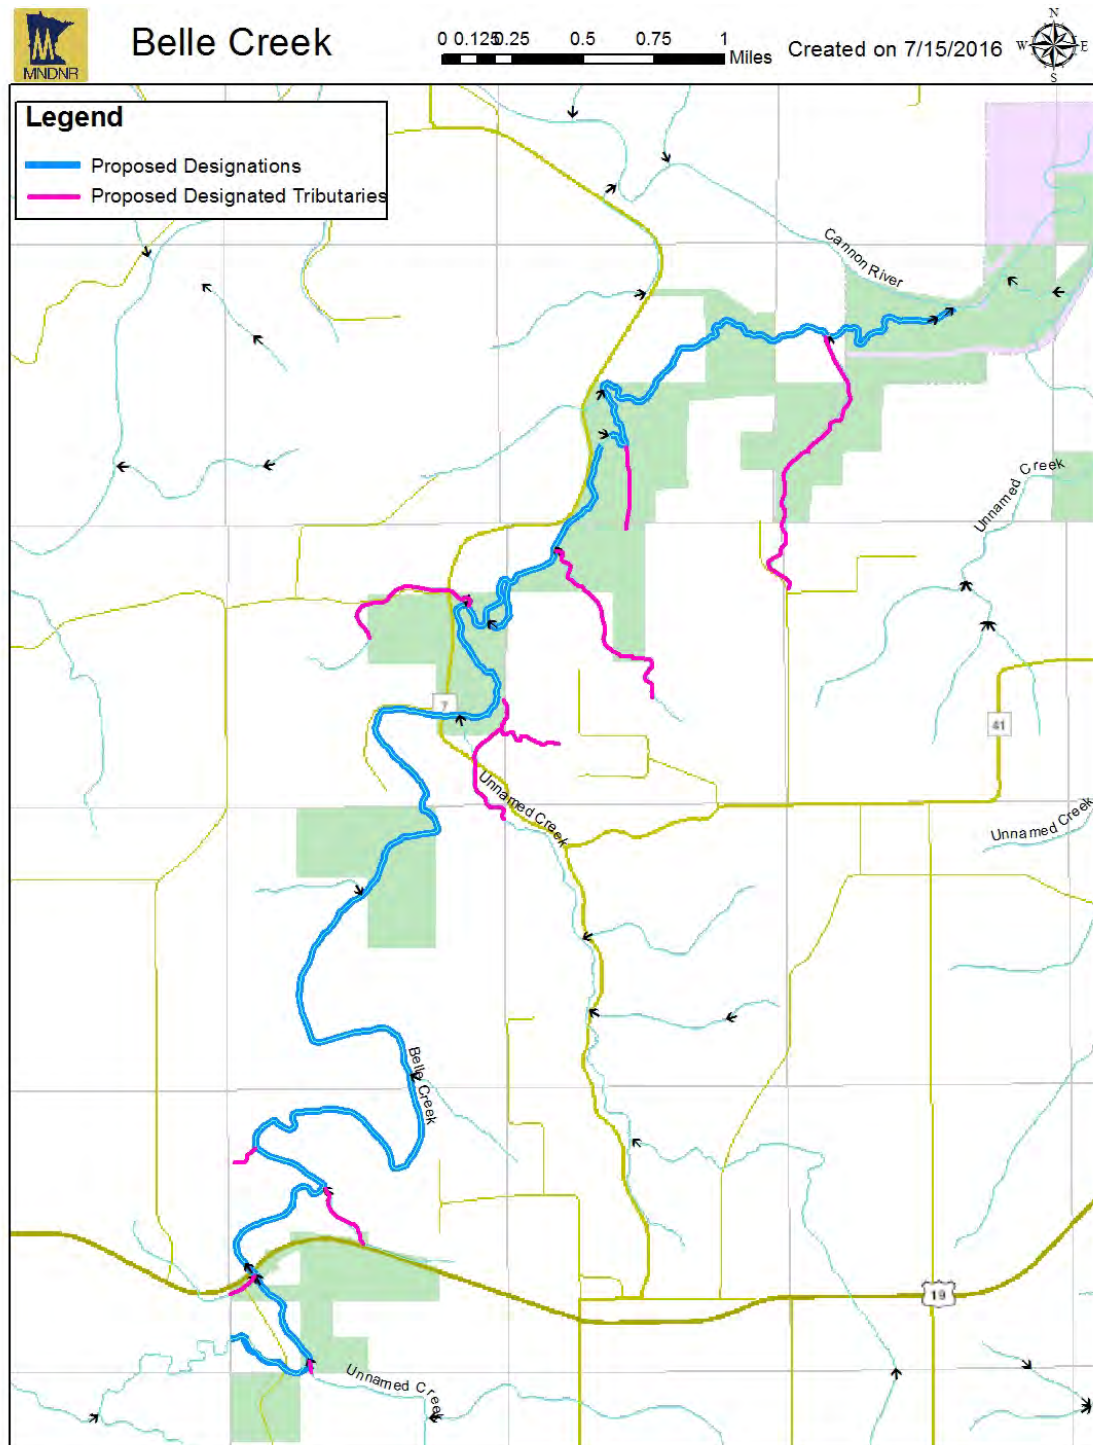 MNDNR
Belle Creek
0 0.125 0.25 0.5 0.75 1
Miles
Created on 7/15/2016
N
W E
S
Legend
Proposed Designations
Proposed Designated Tributaries
Cannon River
Unnamed Creek
7
41
Unnamed Creek
Unnamed Creek
Belle Creek
19
Unnamed Creek